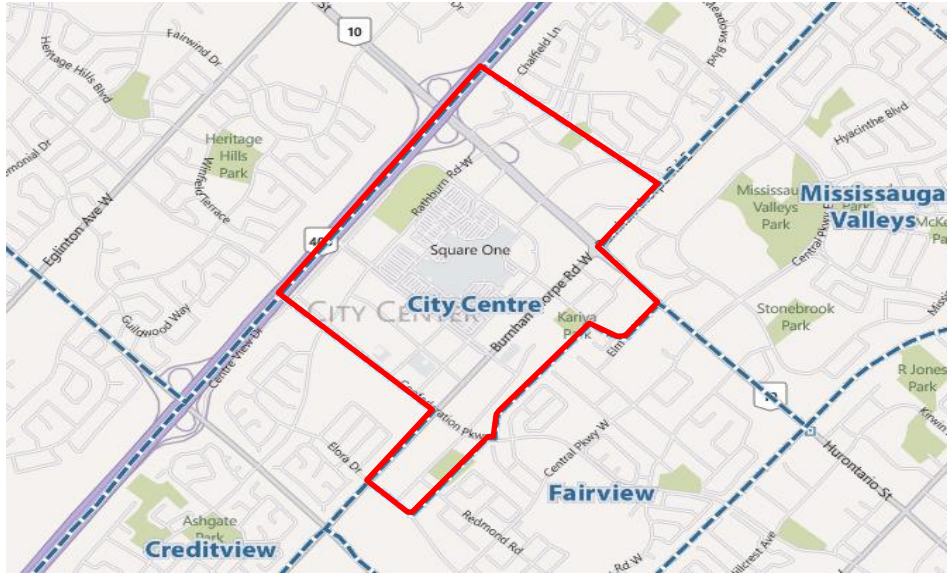 St
10
Dr
Fairwind Dr
Heritage Hills Blvd
Chalfield Ln
Meadows Blvd
Hyacinthe Blvd
Heritage
Hills
Park
Winfield Terrace
Rathburn Rd W
Eglinton Ave W
403
Square One
Mississauga
Valleys
Park
Mississauga
Valleys
Central Pkwy E
City Center
City Centre
Burnhamthorpe Rd W
Kariya
Park
Elm
Stonebrook
Park
Guildwood Way
Centre View Dr
R Jones
Park
10
Confederation Pkwy
Elora Dr
Central Pkwy W
Hurontario St
Fairview
Redmond Rd
Ashgate
Park
Creditview
Hillcrest Ave